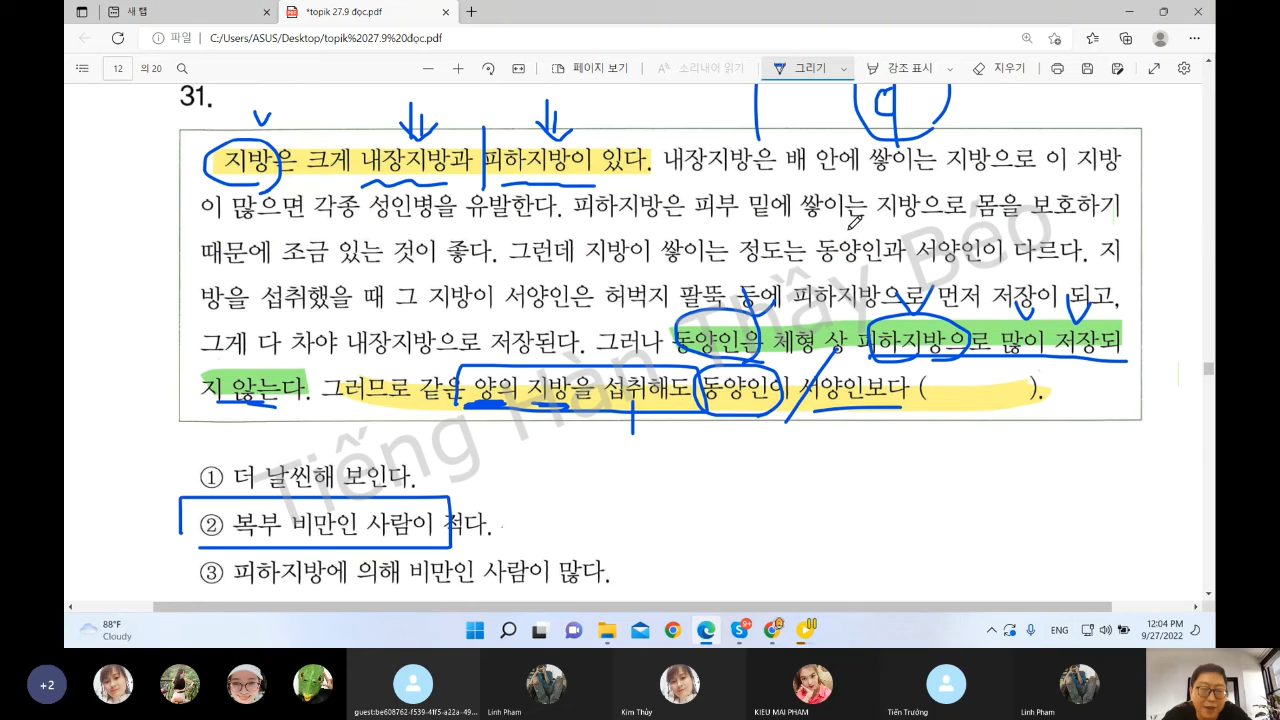 새 탭
*topik 27.9 đọc.pdf
파일 C:/Users/ASUS/Desktop/topik%2027.9%20đọc.pdf
12 의 20 페이지 보기 소리내어 읽기 그리기 강조 표시 지우기
31.
지방은 크게 내장지방과 피하지방이 있다. 내장지방은 배 안에 쌓이는 지방으로 이 지방
이 많으면 각종 성인병을 유발한다. 피하지방은 피부 밑에 쌓이는 지방으로 몸을 보호하기
때문에 조금 있는 것이 좋다. 그런데 지방이 쌓이는 정도는 동양인과 서양인이 다르다. 지
방을 섭취했을 때 그 지방이 서양인은 허벅지 팔뚝 등에 피하지방으로 먼저 저장이 되고,
그게 다 차야 내장지방으로 저장된다. 그러나 동양인은 체형 상 피하지방으로 많이 저장되
지 않는다. 그러므로 같은 양의 지방을 섭취해도 동양인이 서양인보다 ( ).
Tiếng Hàn Thầy Béo
① 더 날씬해 보인다.
② 복부 비만인 사람이 적다.
③ 피하지방에 의해 비만인 사람이 많다.
88°F
Cloudy
9+
ENG
12:04 PM
9/27/2022
+2
guest:be608762-f539-41f5-a22a-49...
Linh Pham
Kim Thủy
KIEU MAI PHAM
Tiến Trưởng
Linh Pham